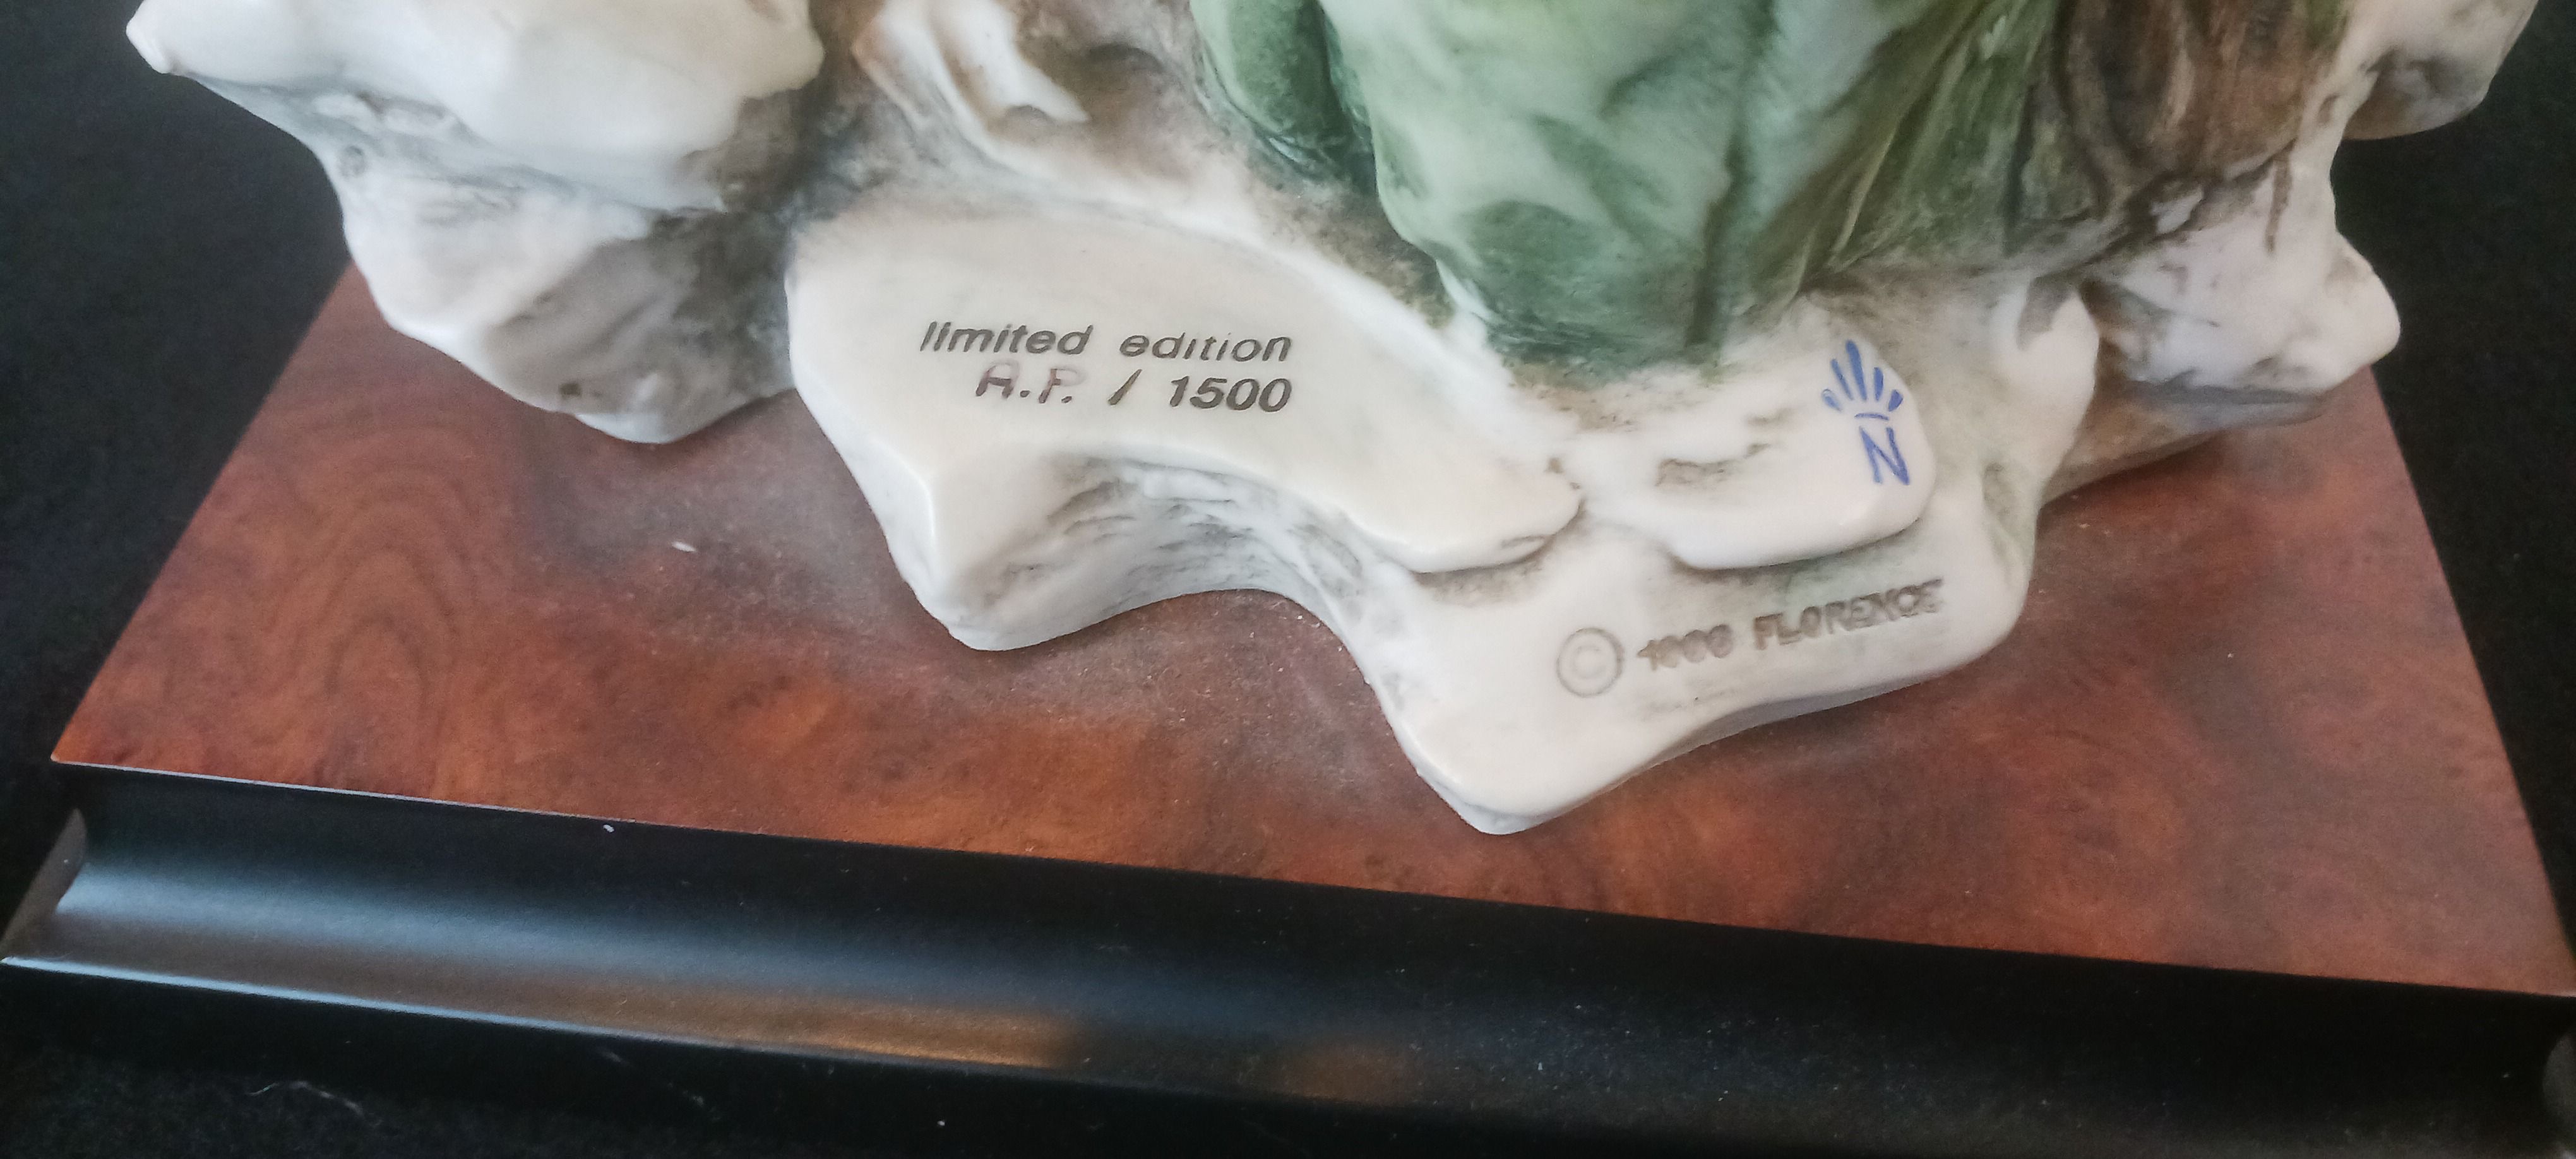 limited edition
A.P. / 1500
N
© FLORENCE